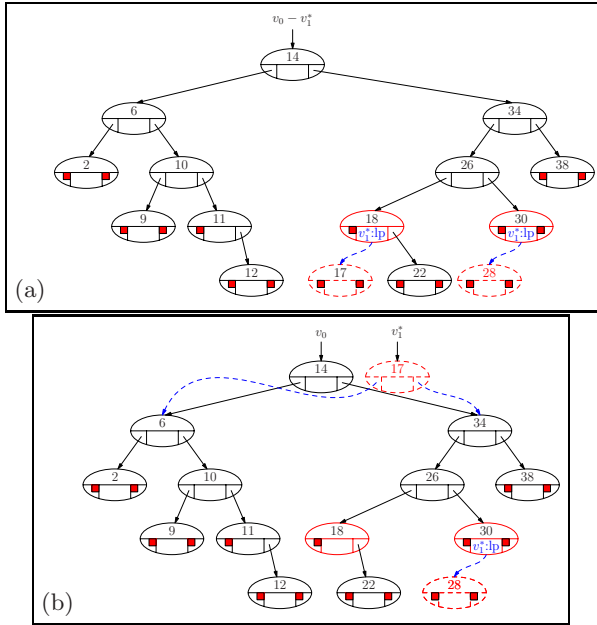 v₀ − v₁*
14
6 34
2 10 26 38
9 11 18 30
v₁*:lp v₁*:lp
12 17 22 28
(a)
v₀ v₁*
14 17
6 34
2 10 26 38
9 11 18 30
v₁*:lp
12 22 28
(b)